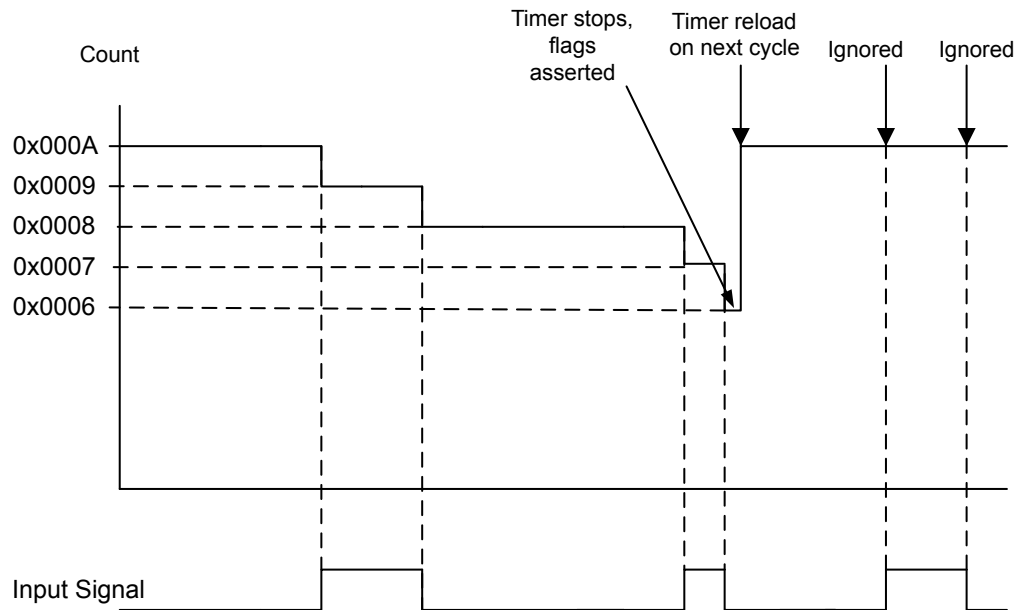 Timer stops,
flags
asserted
Timer reload
on next cycle
Ignored
Ignored
Count
0x000A
0x0009
0x0008
0x0007
0x0006
Input Signal